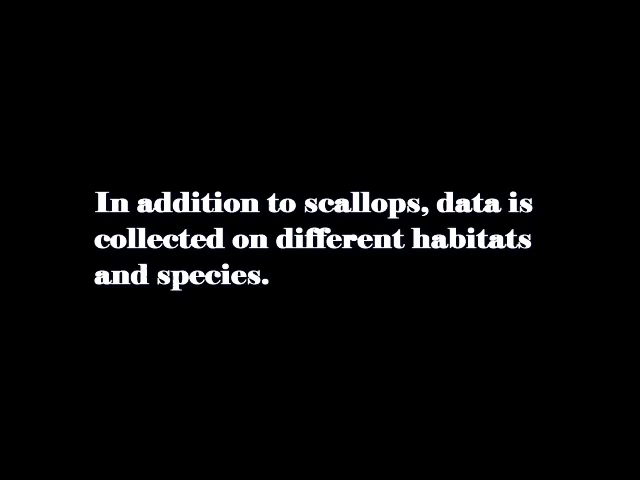 In addition to scallops, data is
collected on different habitats
and species.